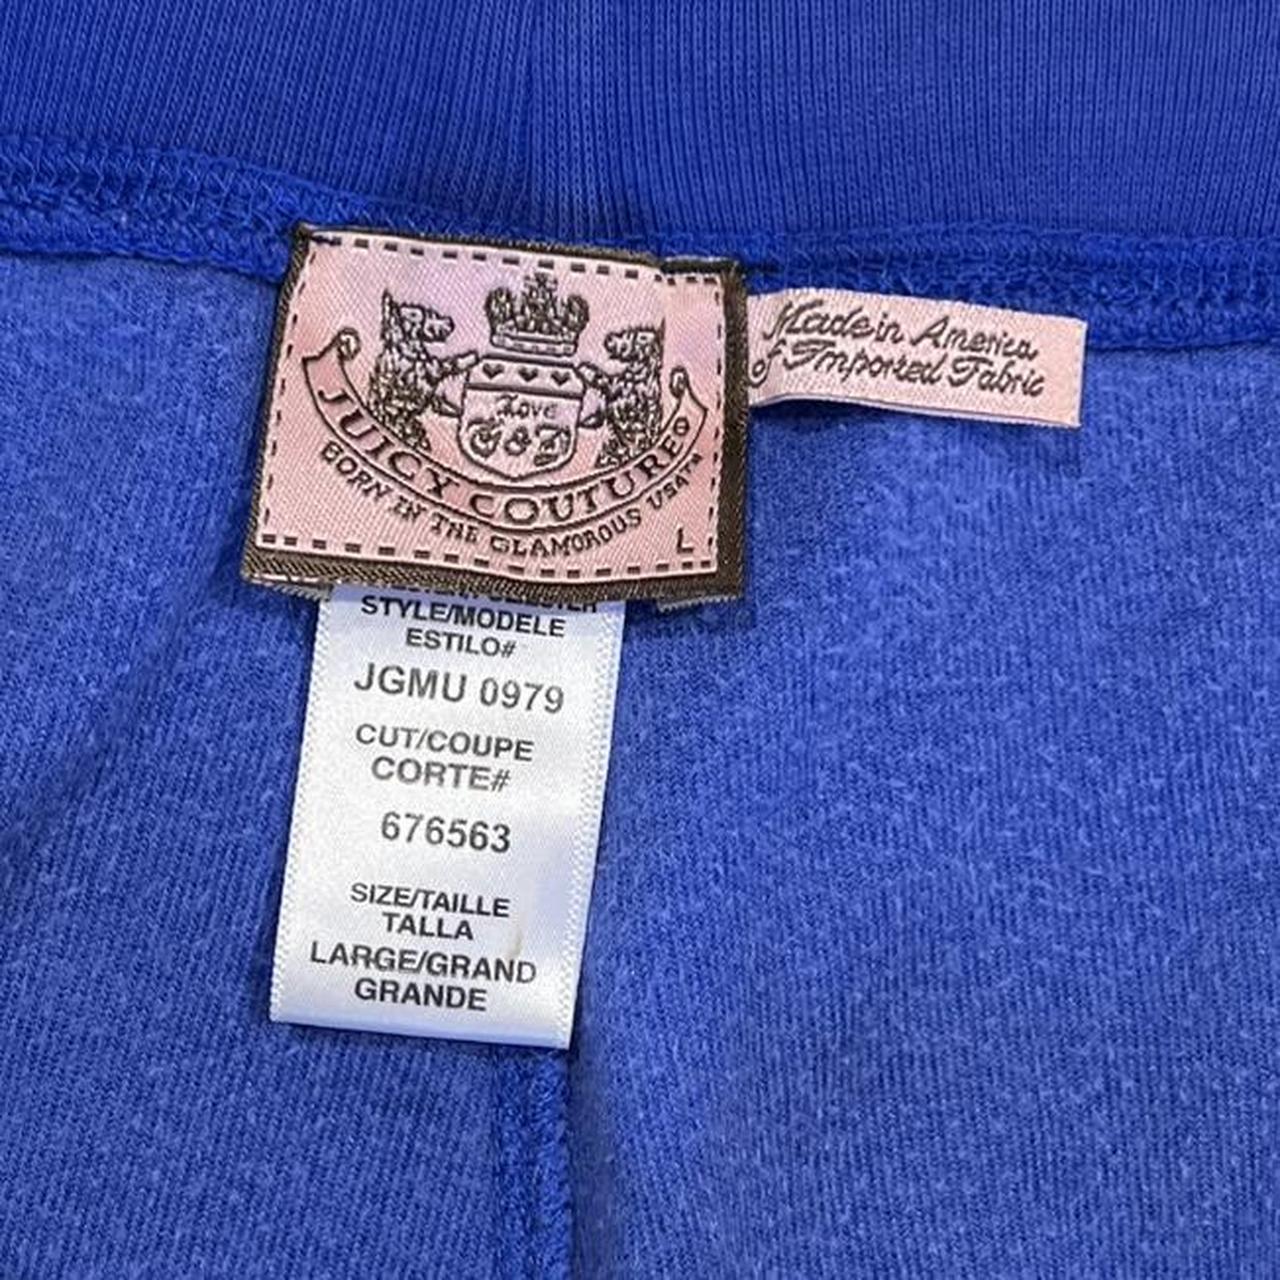 Love
G&P
JUICY COUTURE®
BORN IN THE GLAMOROUS USA™
L
Made in America
of Imported Fabric
STYLE/MODELE
ESTILO#
JGMU 0979
CUT/COUPE
CORTE#
676563
SIZE/TAILLE
TALLA
LARGE/GRAND
GRANDE